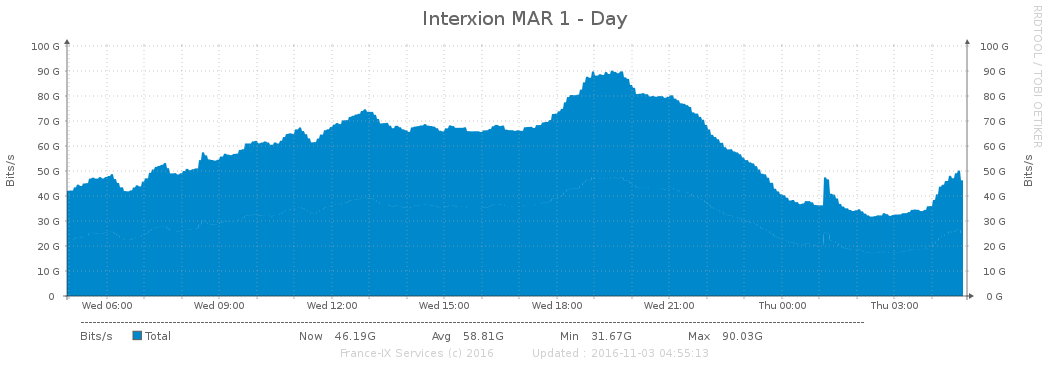 Interxion MAR 1 - Day
RRDTOOL / TOBI OETIKER
100 G 100 G
90 G 90 G
80 G 80 G
70 G 70 G
60 G 60 G
50 G 50 G
40 G 40 G
30 G 30 G
20 G 20 G
10 G 10 G
0 0 G
Bits/s Bits/s
Wed 06:00 Wed 09:00 Wed 12:00 Wed 15:00 Wed 18:00 Wed 21:00 Thu 00:00 Thu 03:00
Bits/s Total Now 46.19G Avg 58.81G Min 31.67G Max 90.03G
France-IX Services (c) 2016 Updated : 2016-11-03 04:55:13